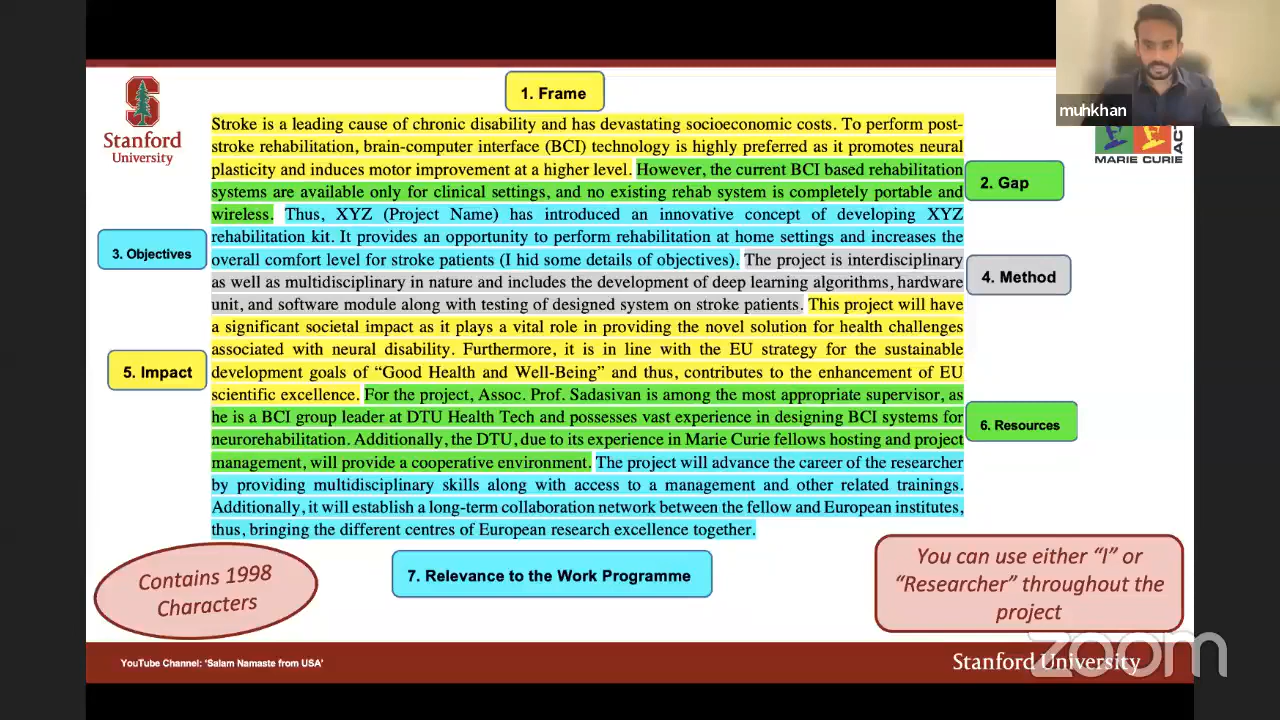 1. Frame
Stanford
University
muhkhan
MARIE CURIE
Stroke is a leading cause of chronic disability and has devastating socioeconomic costs. To perform post-
stroke rehabilitation, brain-computer interface (BCI) technology is highly preferred as it promotes neural
plasticity and induces motor improvement at a higher level. However, the current BCI based rehabilitation
systems are available only for clinical settings, and no existing rehab system is completely portable and
wireless. Thus, XYZ (Project Name) has introduced an innovative concept of developing XYZ
rehabilitation kit. It provides an opportunity to perform rehabilitation at home settings and increases the
overall comfort level for stroke patients (I hid some details of objectives). The project is interdisciplinary
as well as multidisciplinary in nature and includes the development of deep learning algorithms, hardware
unit, and software module along with testing of designed system on stroke patients. This project will have
a significant societal impact as it plays a vital role in providing the novel solution for health challenges
associated with neural disability. Furthermore, it is in line with the EU strategy for the sustainable
development goals of “Good Health and Well-Being” and thus, contributes to the enhancement of EU
scientific excellence. For the project, Assoc. Prof. Sadasivan is among the most appropriate supervisor, as
he is a BCI group leader at DTU Health Tech and possesses vast experience in designing BCI systems for
neurorehabilitation. Additionally, the DTU, due to its experience in Marie Curie fellows hosting and project
management, will provide a cooperative environment. The project will advance the career of the researcher
by providing multidisciplinary skills along with access to a management and other related trainings.
Additionally, it will establish a long-term collaboration network between the fellow and European institutes,
thus, bringing the different centres of European research excellence together.
2. Gap
3. Objectives
4. Method
5. Impact
6. Resources
7. Relevance to the Work Programme
Contains 1998
Characters
You can use either “I” or
“Researcher” throughout the
project
YouTube Channel: ‘Salam Namaste from USA’
Stanford University
zoom